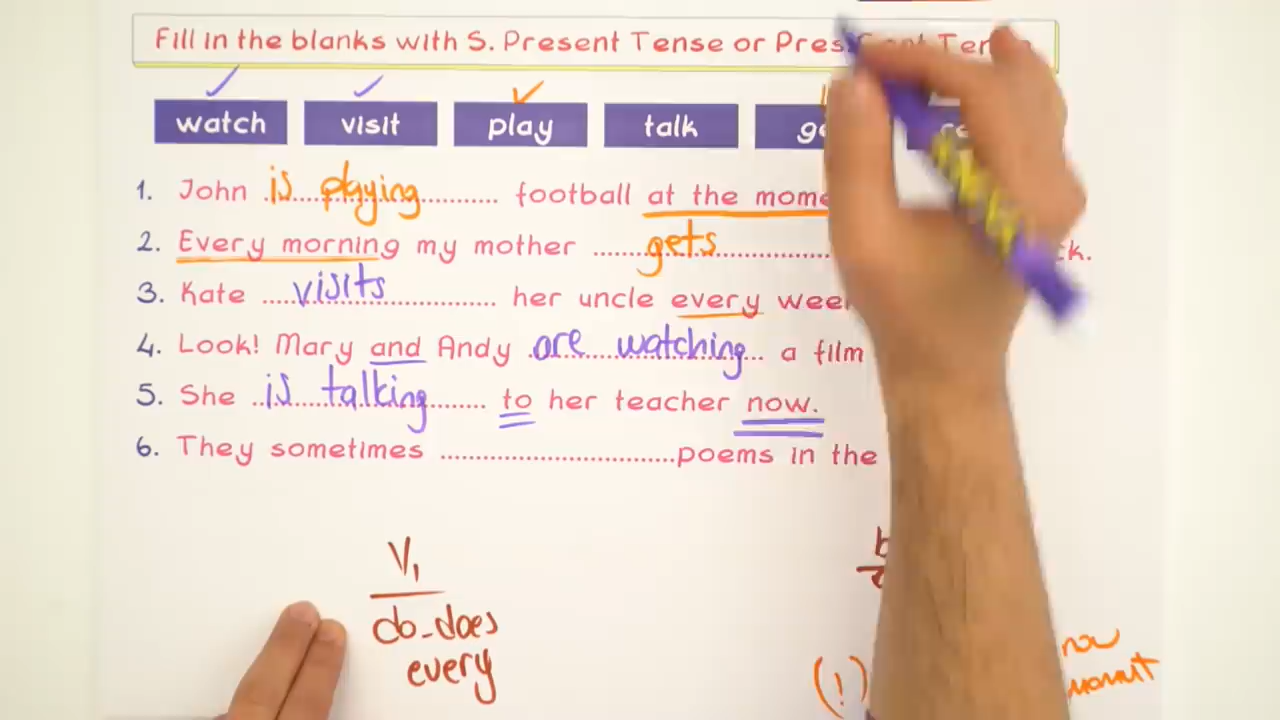 Fill in the blanks with S. Present Tense or Pres
watch visit play talk
1. John is playing football at the mome
2. Every morning my mother gets ck.
3. Kate visits her uncle every wee
4. Look! Mary and Andy are watching a film
5. She is talking to her teacher now.
6. They sometimes poems in the
V1
do-does
every
(!) now
moment